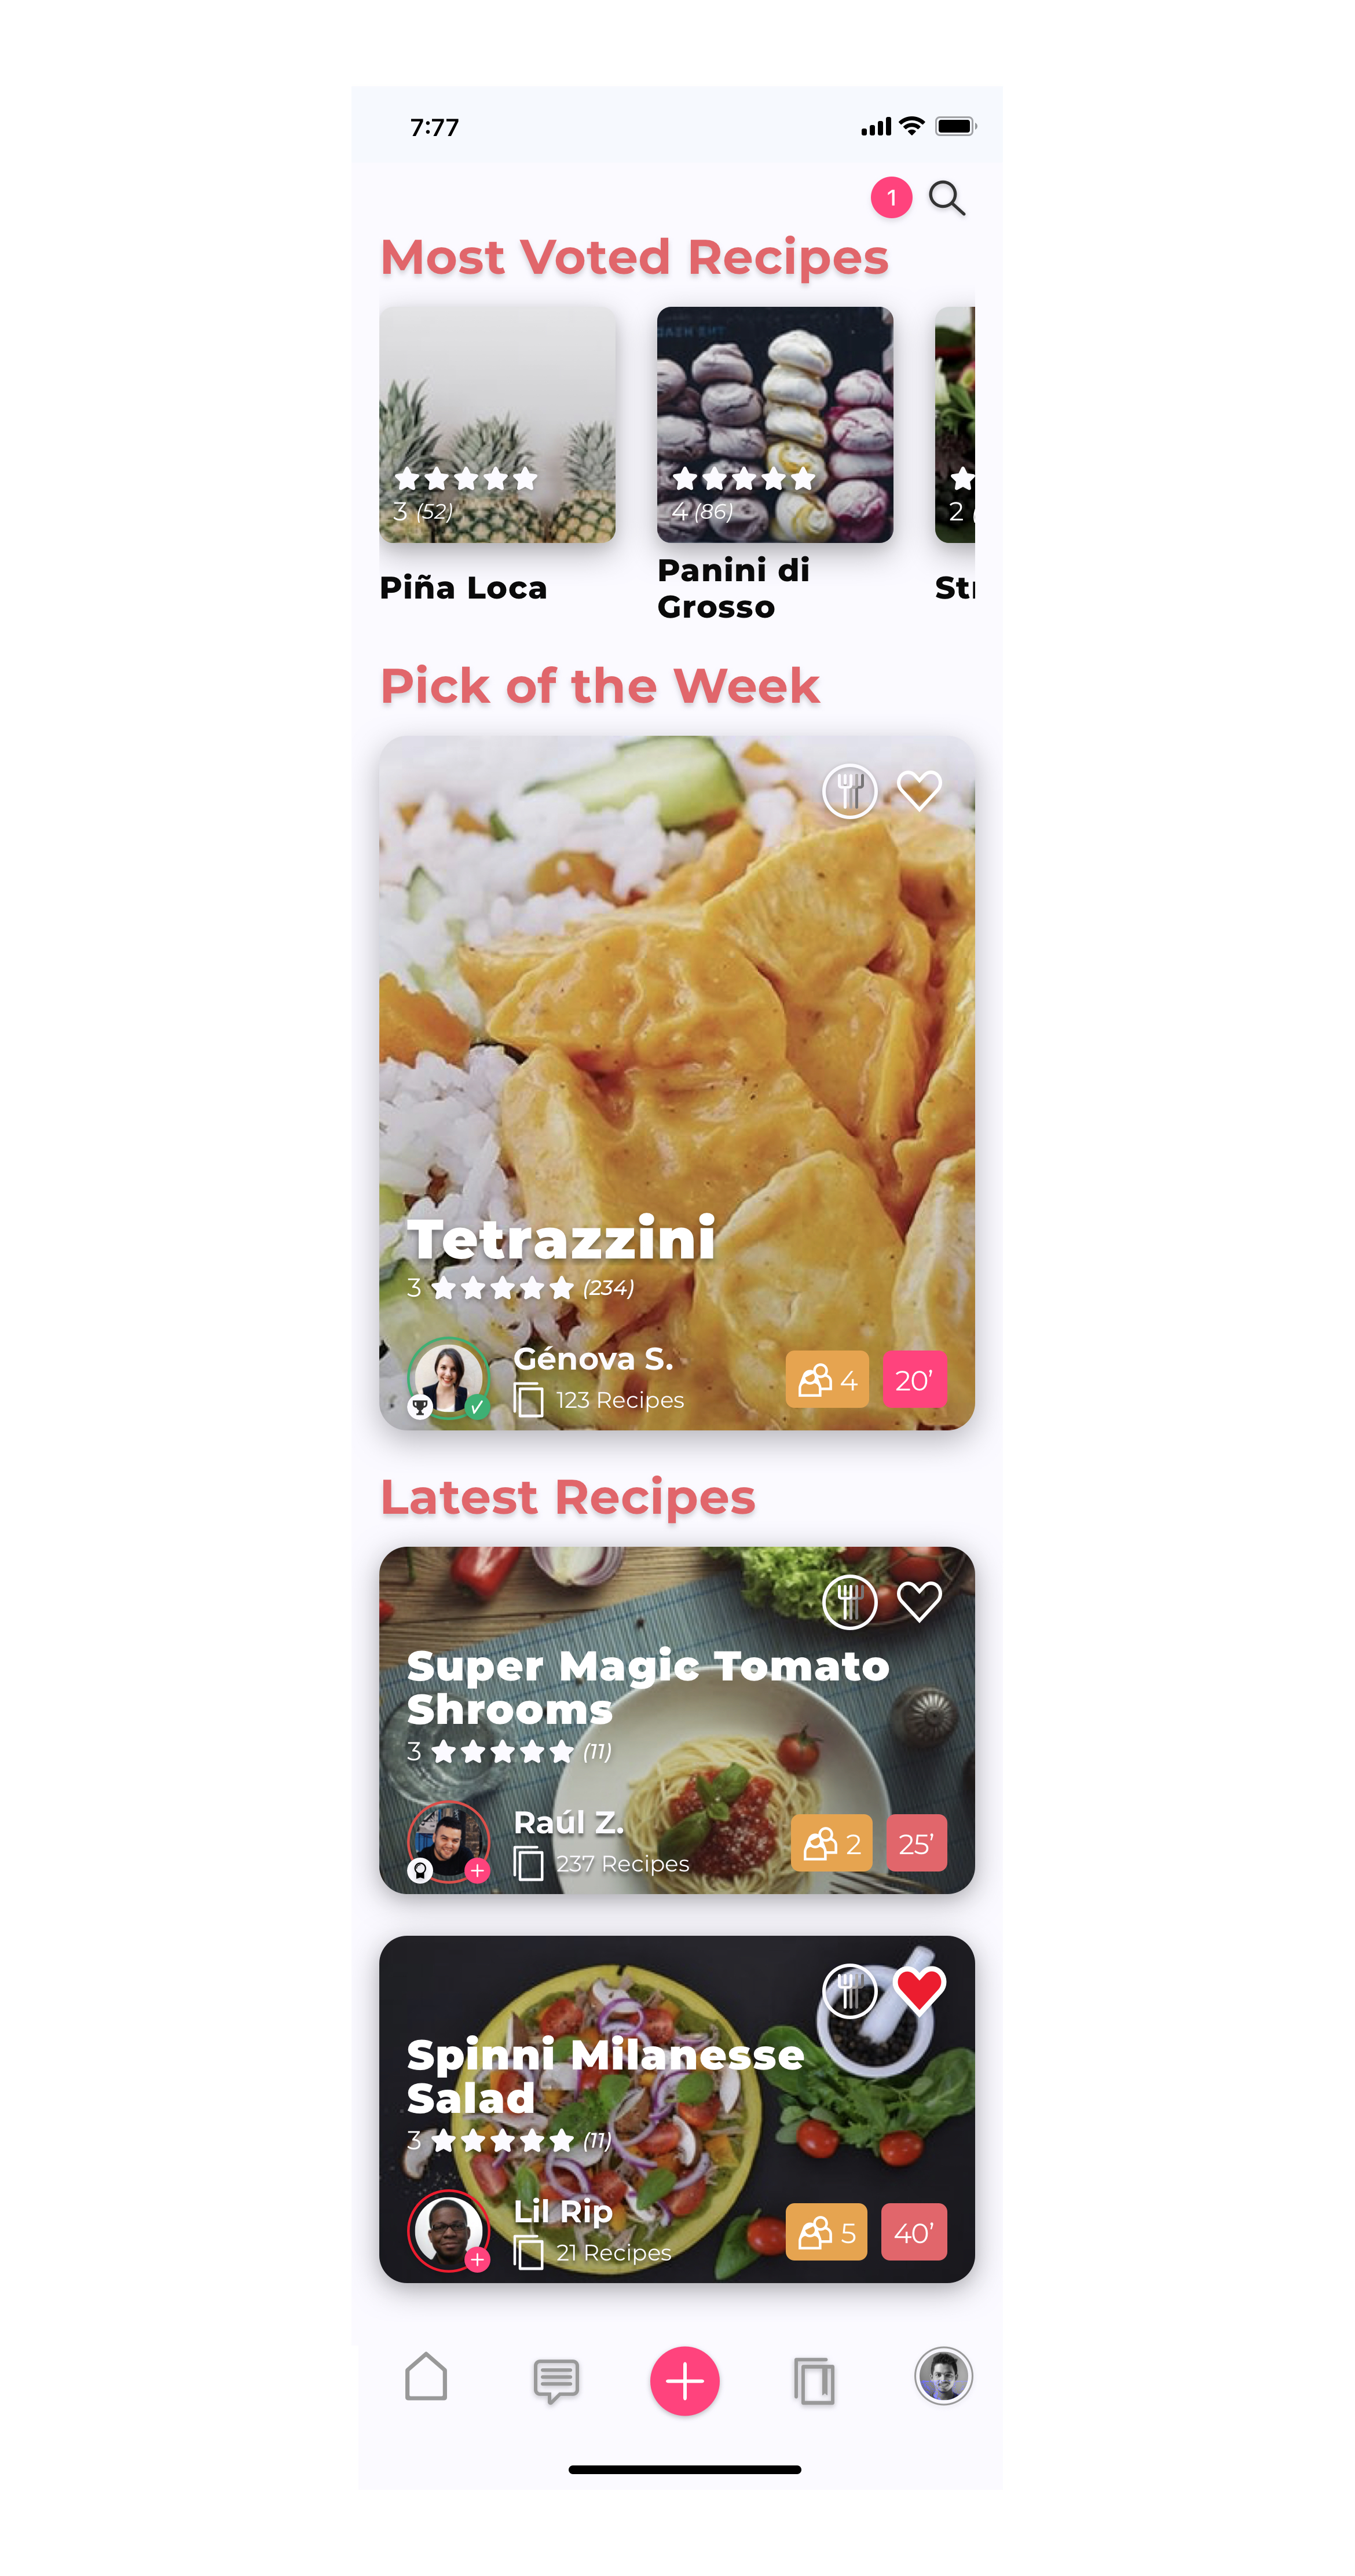 7:77
1
Most Voted Recipes
3 (52)
4 (86)
2 (
Piña Loca
Panini di
Grosso
Pick of the Week
Tetrazzini
3 (234)
Génova S.
123 Recipes
4
20’
Latest Recipes
Super Magic Tomato
Shrooms
3 (11)
Raúl Z.
237 Recipes
2
25’
Spinni Milanesse
Salad
3 (11)
Lil Rip
21 Recipes
5
40’